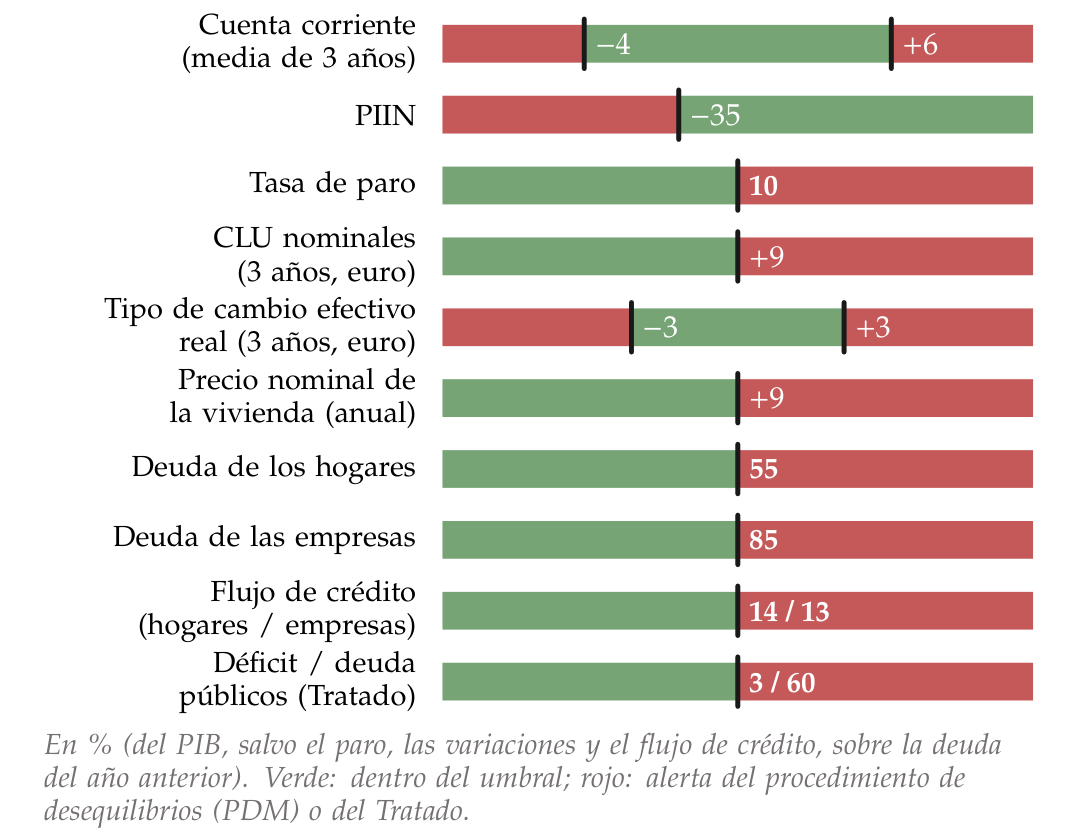 Cuenta corriente
(media de 3 años)
−4
+6
PIIN
−35
Tasa de paro
10
CLU nominales
(3 años, euro)
+9
Tipo de cambio efectivo
real (3 años, euro)
−3
+3
Precio nominal de
la vivienda (anual)
+9
Deuda de los hogares
55
Deuda de las empresas
85
Flujo de crédito
(hogares / empresas)
14 / 13
Déficit / deuda
públicos (Tratado)
3 / 60
En % (del PIB, salvo el paro, las variaciones y el flujo de crédito, sobre la deuda
del año anterior). Verde: dentro del umbral; rojo: alerta del procedimiento de
desequilibrios (PDM) o del Tratado.